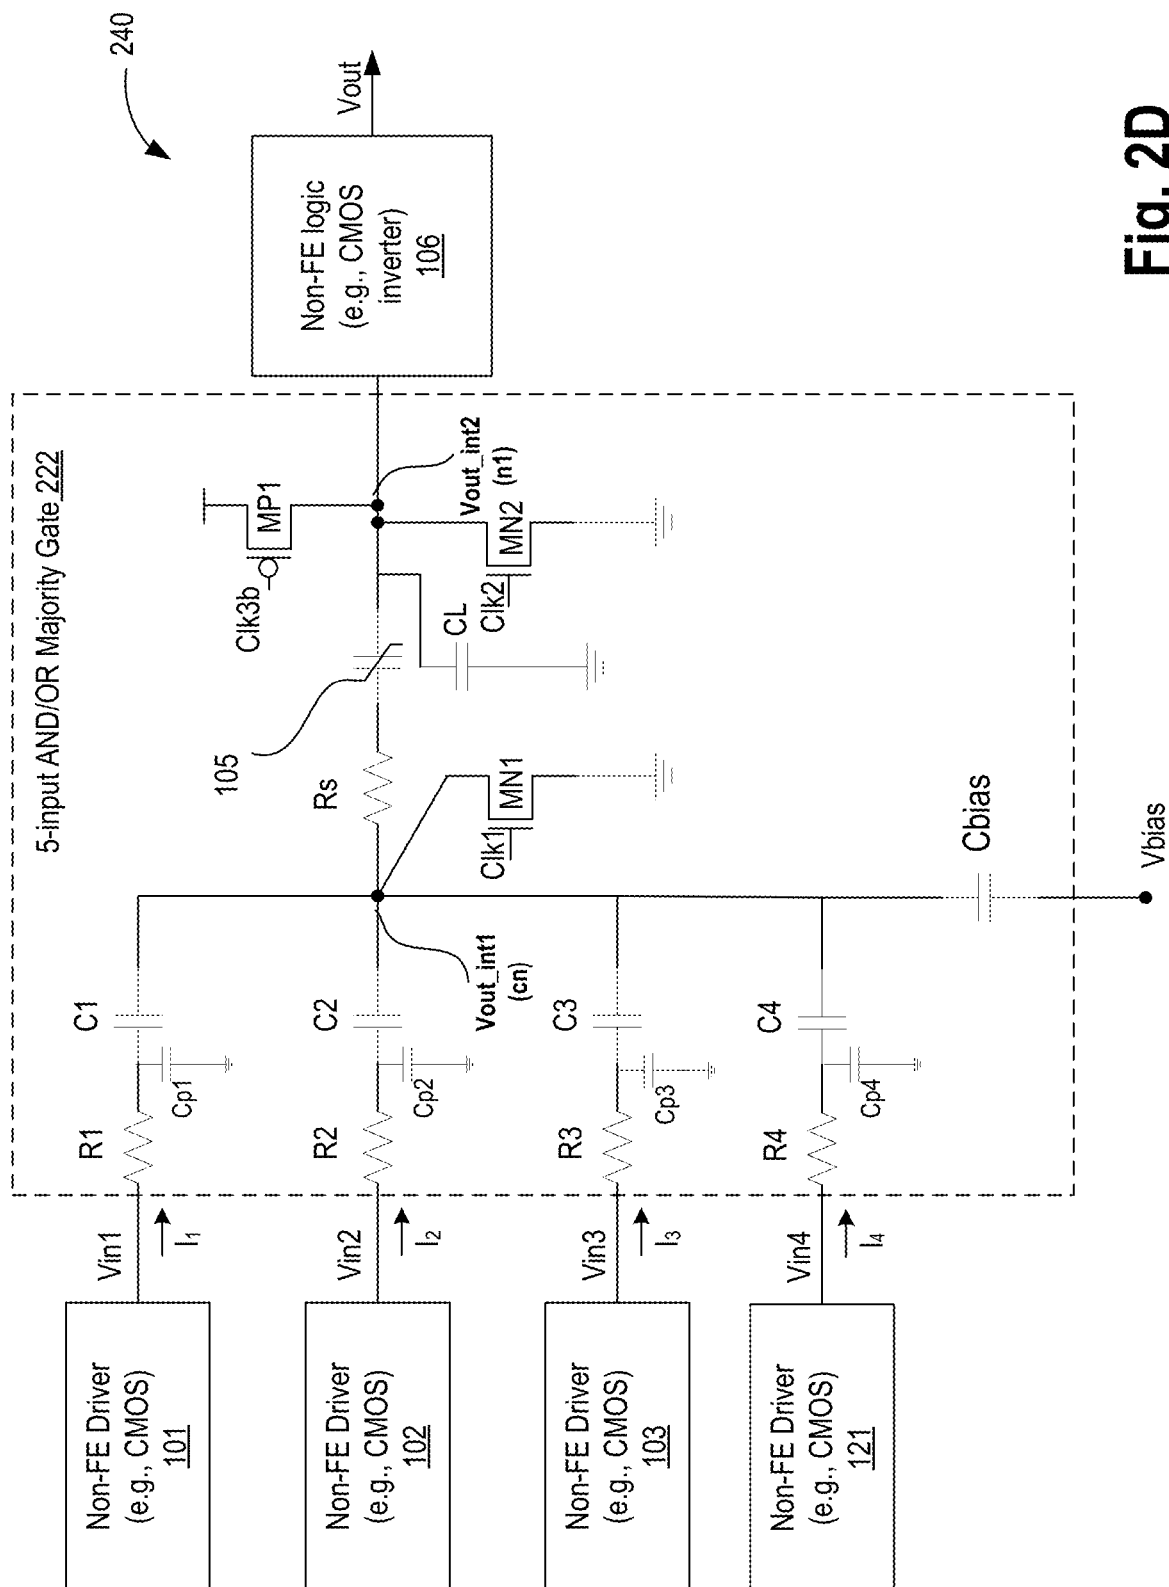 240
5-input AND/OR Majority Gate 222
Non-FE Driver
(e.g., CMOS)
101
Vin1
I1
R1
Cp1
C1
Non-FE Driver
(e.g., CMOS)
102
Vin2
I2
R2
Cp2
C2
Vout_int1
(cn)
Non-FE Driver
(e.g., CMOS)
103
Vin3
I3
R3
Cp3
C3
Non-FE Driver
(e.g., CMOS)
121
Vin4
I4
R4
Cp4
C4
Cbias
Vbias
Clk1
MN1
Rs
105
CL
Clk3b
MP1
Clk2
MN2
Vout_int2
(n1)
Non-FE logic
(e.g., CMOS
inverter)
106
Vout
Fig. 2D